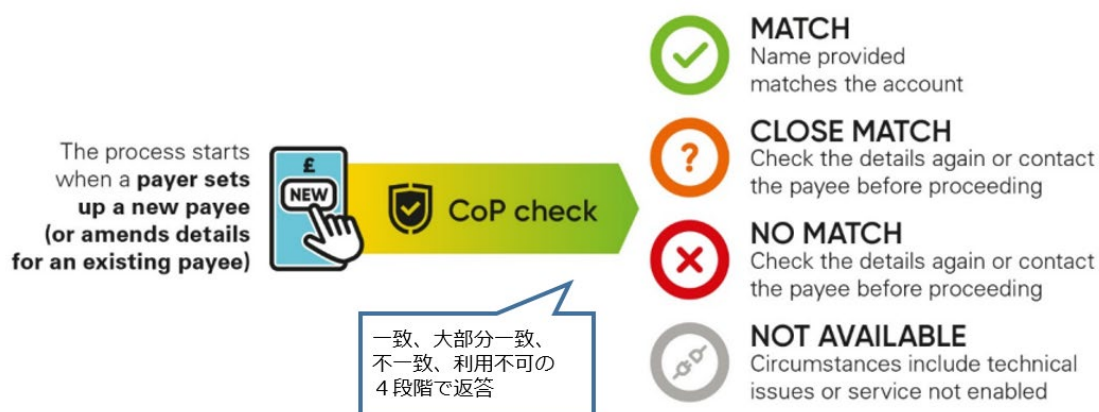 The process starts
when a payer sets
up a new payee
(or amends details
for an existing payee)
£
NEW
CoP check
一致、大部分一致、
不一致、利用不可の
４段階で返答
MATCH
Name provided
matches the account
CLOSE MATCH
Check the details again or contact
the payee before proceeding
NO MATCH
Check the details again or contact
the payee before proceeding
NOT AVAILABLE
Circumstances include technical
issues or service not enabled